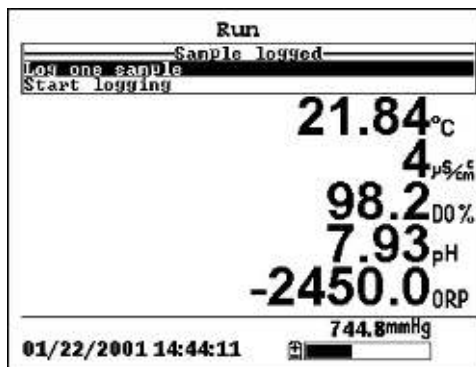 Run
Sample logged
Log one sample
Start logging
21.84°C
4µS/cmᶜ
98.2DO%
7.93pH
-2450.0ORP
744.8mmHg
01/22/2001 14:44:11